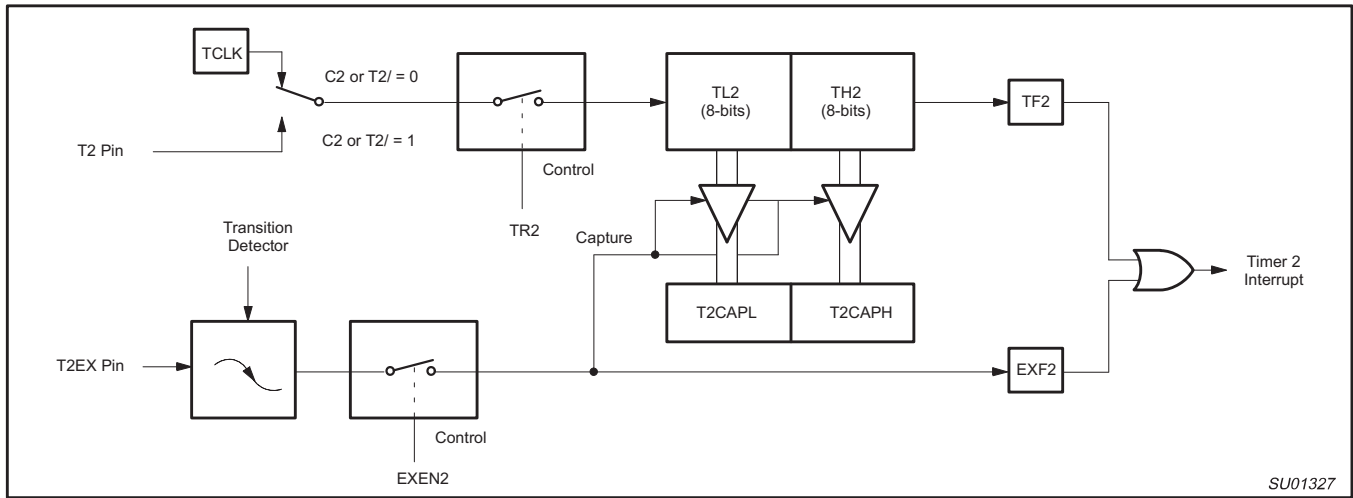 TCLK
C2 or T2/ = 0
C2 or T2/ = 1
T2 Pin
Control
TR2
TL2
(8-bits)
TH2
(8-bits)
TF2
Transition
Detector
Capture
T2CAPL
T2CAPH
Timer 2
Interrupt
T2EX Pin
Control
EXEN2
EXF2
SU01327